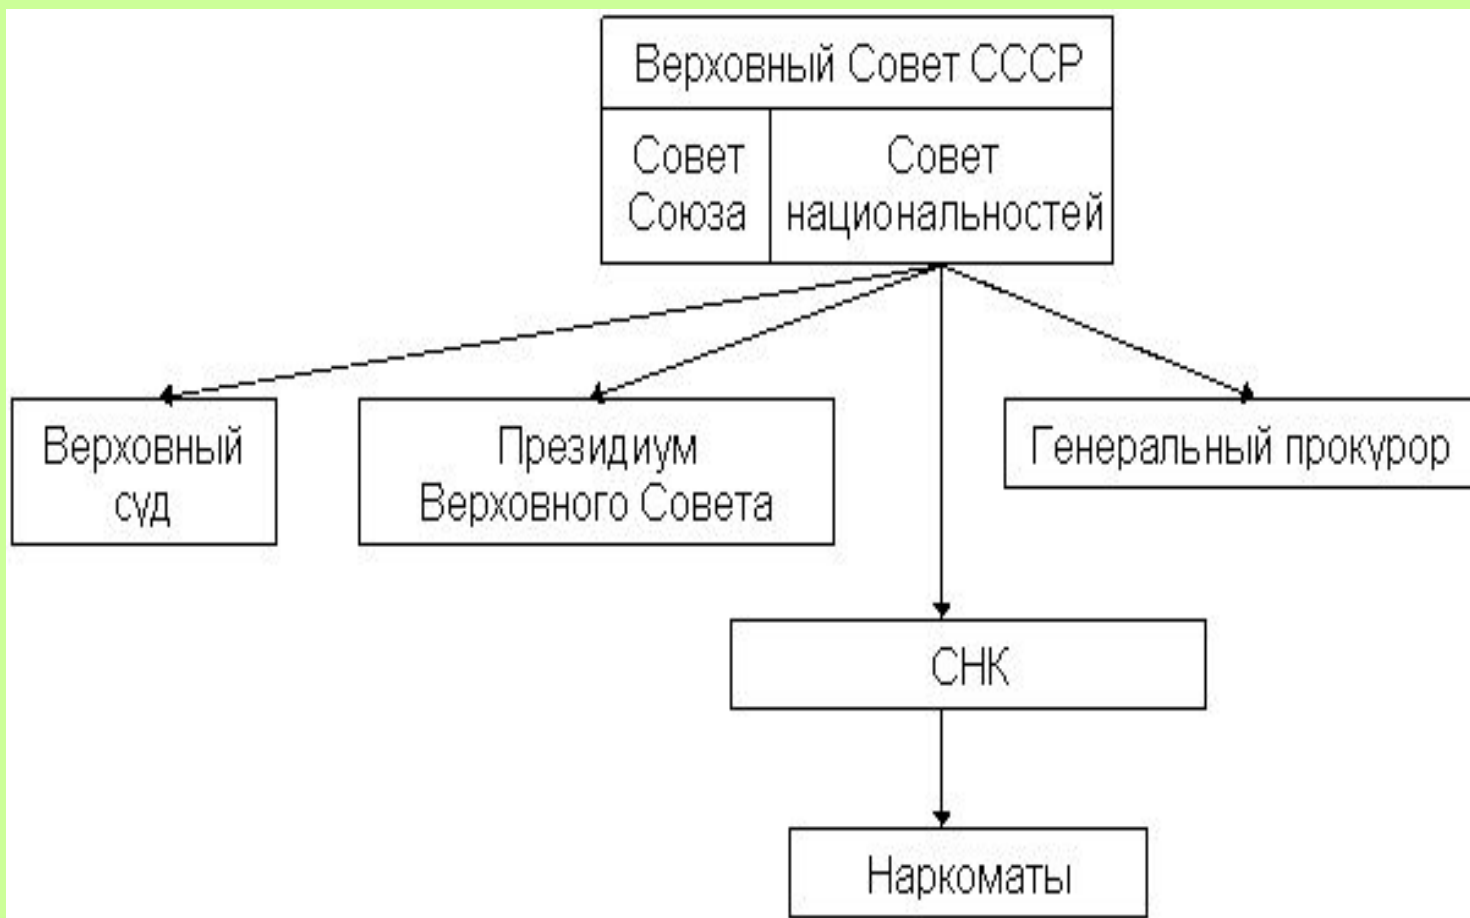 Верховный Совет СССР
Совет
Союза
Совет
национальностей
Верховный
суд
Президиум
Верховного Совета
Генеральный прокурор
СНК
Наркоматы